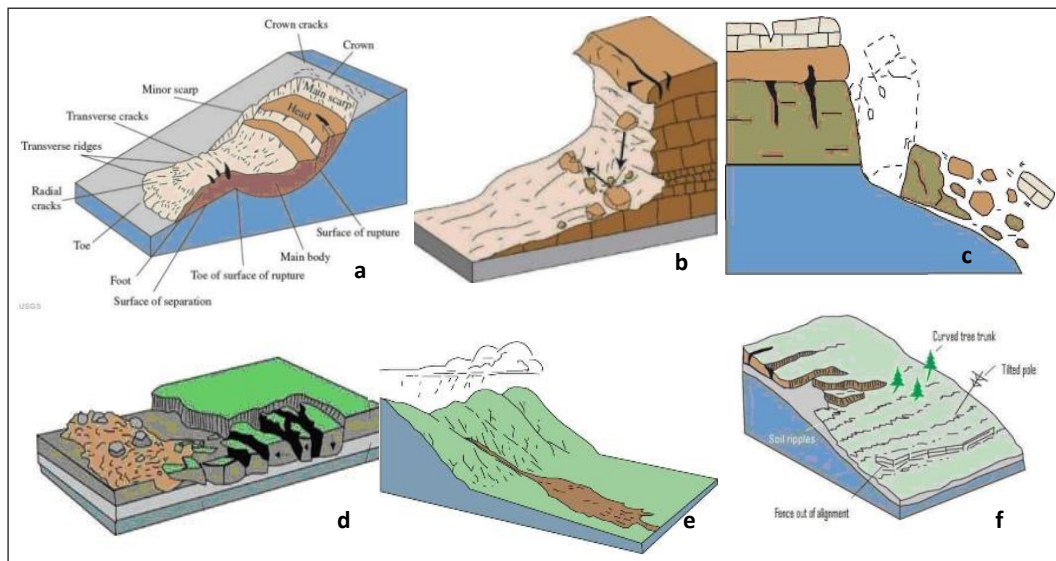 Crown cracks
Crown
Minor scarp
Main scarp
Head
Transverse cracks
Transverse ridges
Radial
cracks
Toe
Surface of rupture
Main body
Foot
Toe of surface of rupture
Surface of separation
a
USGS
b
c
d
e
Curved tree trunk
Tilted pole
Soil ripples
Fence out of alignment
f